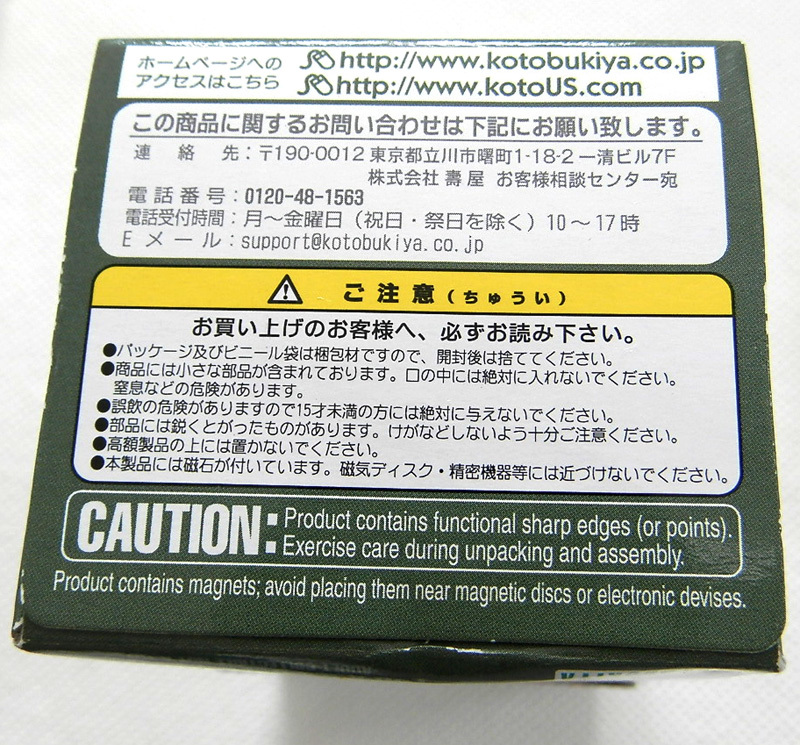 ホームページへの
アクセスはこちら
http://www.kotobukiya.co.jp
http://www.kotoUS.com
この商品に関するお問い合わせは下記にお願い致します。
連絡先：〒190-0012 東京都立川市曙町1-18-2 一清ビル7F
株式会社 壽屋 お客様相談センター宛
電話番号：0120-48-1563
電話受付時間：月～金曜日（祝日・祭日を除く）10～17時
Eメール：support@kotobukiya.co.jp
ご注意（ちゅうい）
お買い上げのお客様へ、必ずお読み下さい。
●パッケージ及びビニール袋は梱包材ですので、開封後は捨ててください。
●商品には小さな部品が含まれております。口の中には絶対に入れないでください。
窒息などの危険があります。
●誤飲の危険がありますので15才未満の方には絶対に与えないでください。
●部品には鋭くとがったものがあります。けがなどしないよう十分ご注意ください。
●高額製品の上には置かないでください。
●本製品には磁石が付いています。磁気ディスク・精密機器等には近づけないでください。
CAUTION: Product contains functional sharp edges (or points).
Exercise care during unpacking and assembly.
Product contains magnets; avoid placing them near magnetic discs or electronic devises.